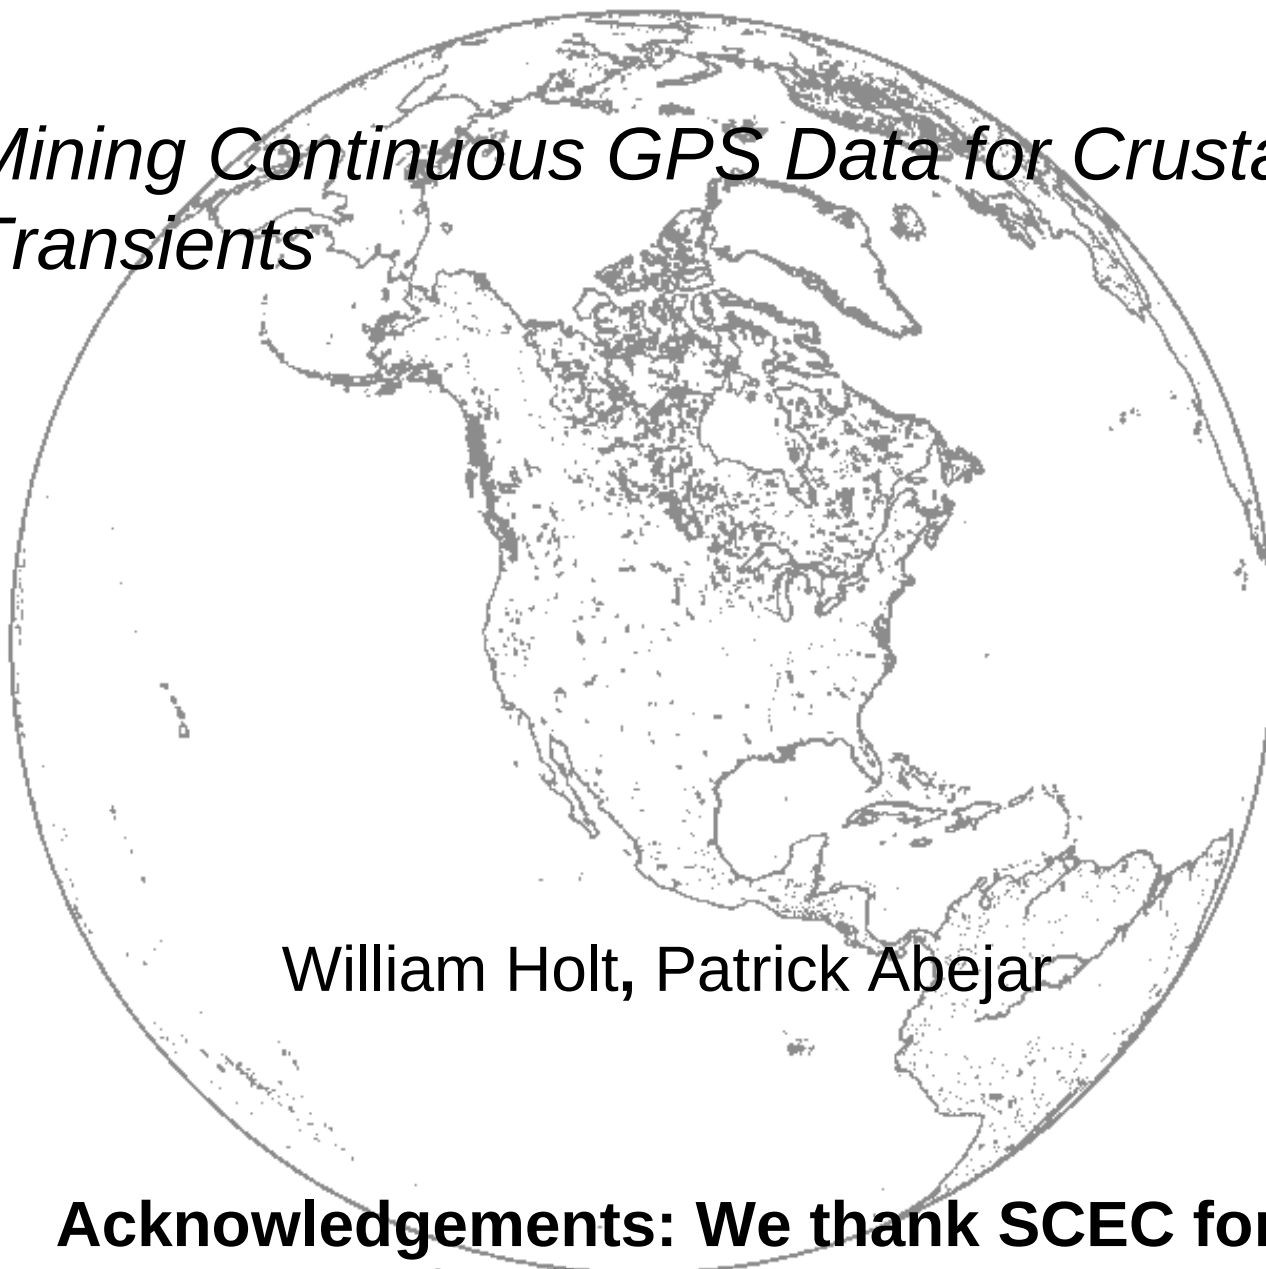 Mining Continuous GPS Data for Crusta
Transients
William Holt, Patrick Abejar
Acknowledgements: We thank SCEC for